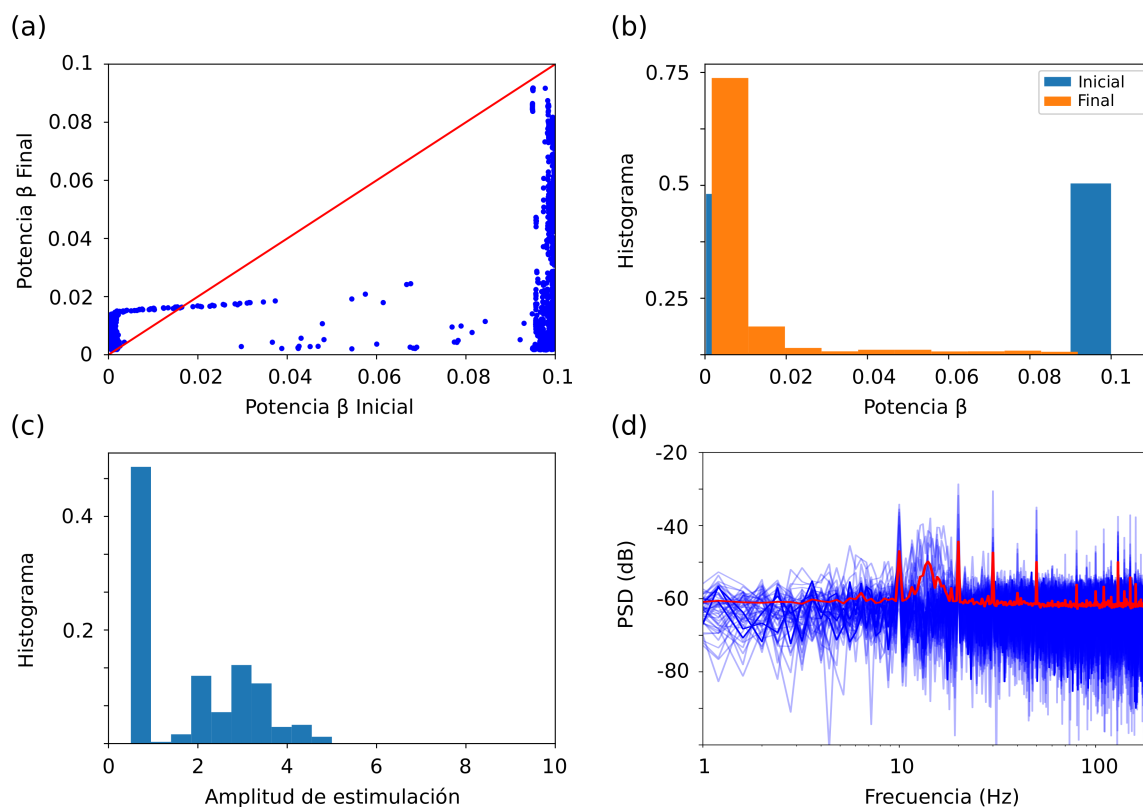 (a)
0.1
0.08
0.06
0.04
0.02
0
Potencia β Final
0 0.02 0.04 0.06 0.08 0.1
Potencia β Inicial
(b)
0.75
0.5
0.25
Histograma
Inicial
Final
0 0.02 0.04 0.06 0.08 0.1
Potencia β
(c)
0.4
0.2
Histograma
0 2 4 6 8 10
Amplitud de estimulación
(d)
-20
-40
-60
-80
PSD (dB)
1 10 100
Frecuencia (Hz)